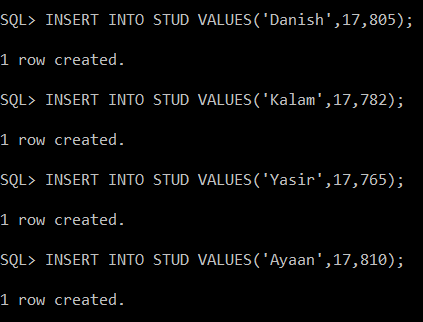 SQL> INSERT INTO STUD VALUES('Danish',17,805);
1 row created.
SQL> INSERT INTO STUD VALUES('Kalam',17,782);
1 row created.
SQL> INSERT INTO STUD VALUES('Yasir',17,765);
1 row created.
SQL> INSERT INTO STUD VALUES('Ayaan',17,810);
1 row created.